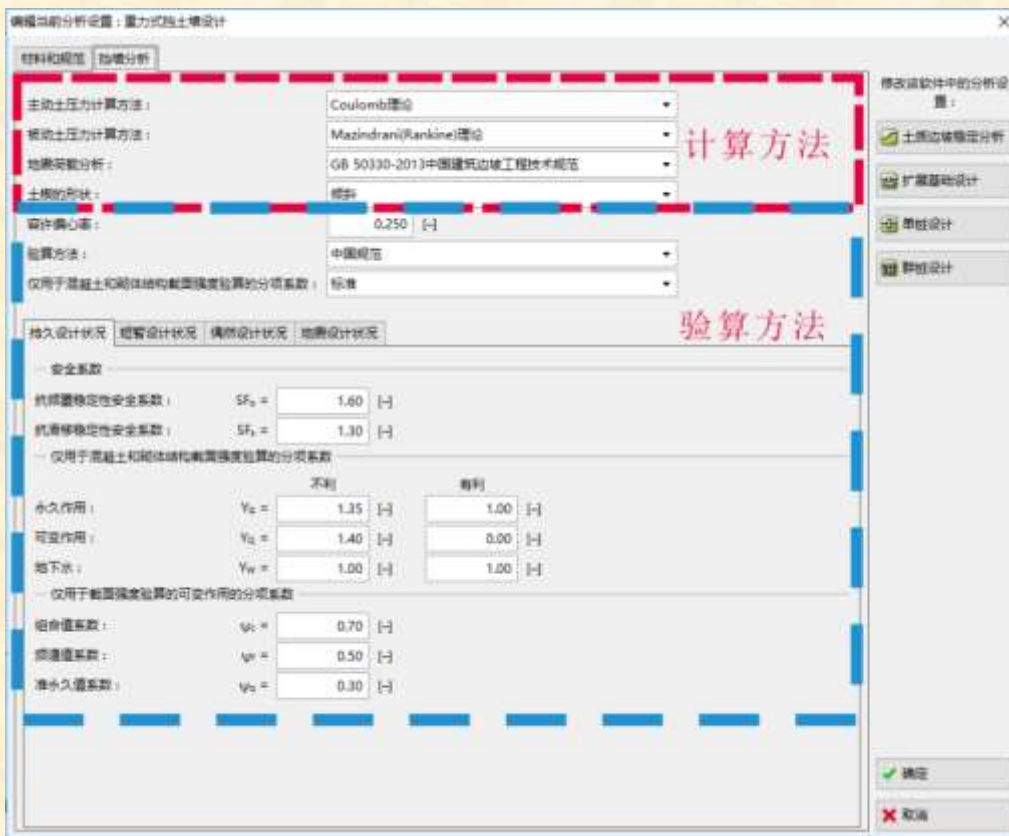 编辑当前分析设置：重力式挡土墙设计
材料和规范 挡墙分析
修改该软件中的分析设置：
主动土压力计算方法： Coulomb理论
被动土压力计算方法： Mazindrani(Rankine)理论
地震荷载分析： GB 50330-2013中国建筑边坡工程技术规范
土楔的形状： 倾斜
计算方法
容许偏心率： 0.250 [–]
验算方法： 中国规范
仅用于混凝土和砌体结构截面强度验算的分项系数： 标准
验算方法
持久设计状况 短暂设计状况 偶然设计状况 地震设计状况
安全系数
抗倾覆稳定性安全系数： SFo = 1.60 [–]
抗滑移稳定性安全系数： SFs = 1.30 [–]
仅用于混凝土和砌体结构截面强度验算的分项系数
不利 有利
永久作用： γG = 1.35 [–] 1.00 [–]
可变作用： γQ = 1.40 [–] 0.00 [–]
地下水： γw = 1.00 [–] 1.00 [–]
仅用于截面强度验算的可变作用的分项系数
组合值系数： ψc = 0.70 [–]
频遇值系数： ψf = 0.50 [–]
准永久值系数： ψq = 0.30 [–]
土质边坡稳定分析
扩展基础设计
单桩设计
群桩设计
确定
取消